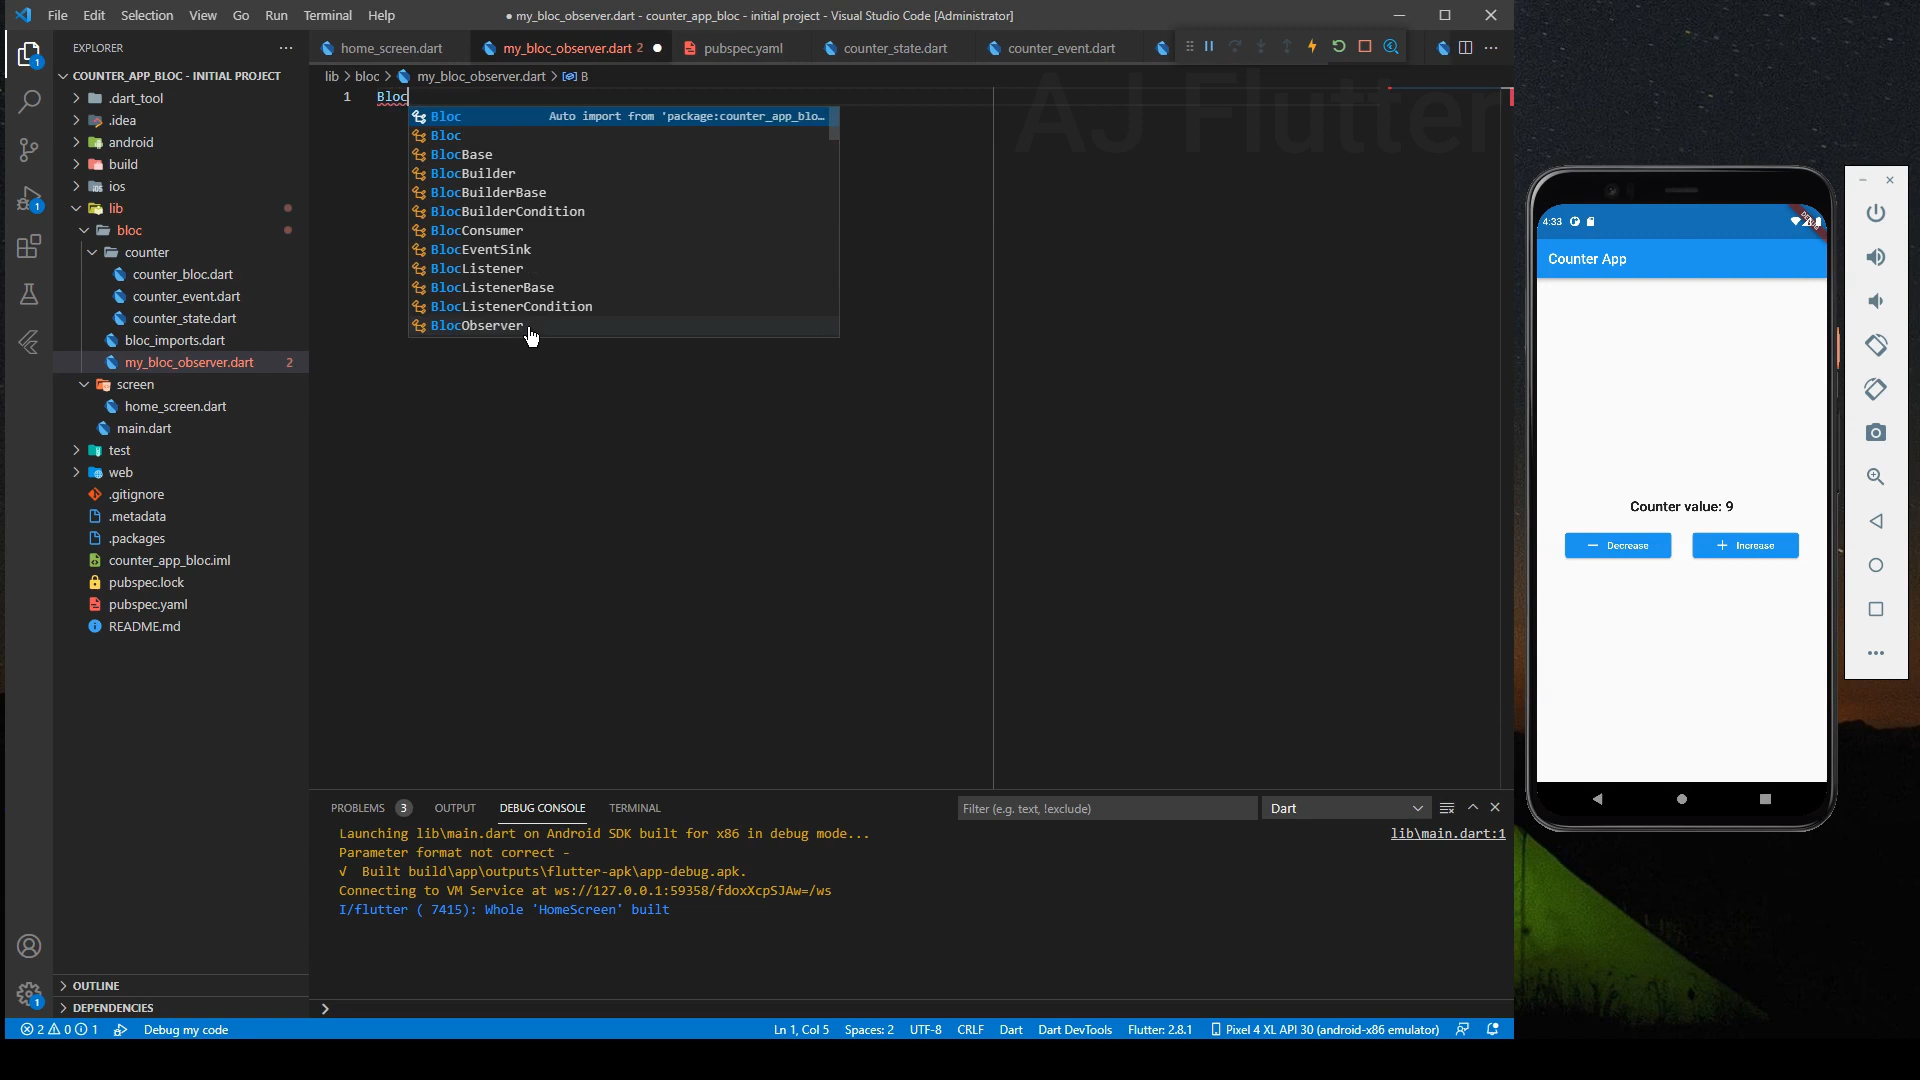 File Edit Selection View Go Run Terminal Help
● my_bloc_observer.dart - counter_app_bloc - initial project - Visual Studio Code [Administrator]
EXPLORER
home_screen.dart
my_bloc_observer.dart 2
pubspec.yaml
counter_state.dart
counter_event.dart
COUNTER_APP_BLOC - INITIAL PROJECT
.dart_tool
.idea
android
build
ios
lib
bloc
counter
counter_bloc.dart
counter_event.dart
counter_state.dart
bloc_imports.dart
my_bloc_observer.dart 2
screen
home_screen.dart
main.dart
test
web
.gitignore
.metadata
.packages
counter_app_bloc.iml
pubspec.lock
pubspec.yaml
README.md
OUTLINE
DEPENDENCIES
1
1
1
lib > bloc > my_bloc_observer.dart > B
1 Bloc
Bloc Auto import from 'package:counter_app_blo…
Bloc
BlocBase
BlocBuilder
BlocBuilderBase
BlocBuilderCondition
BlocConsumer
BlocEventSink
BlocListener
BlocListenerBase
BlocListenerCondition
BlocObserver
AJ Flutter
PROBLEMS 3 OUTPUT DEBUG CONSOLE TERMINAL
Filter (e.g. text, !exclude)
Dart
Launching lib\main.dart on Android SDK built for x86 in debug mode...
lib\main.dart:1
Parameter format not correct -
√ Built build\app\outputs\flutter-apk\app-debug.apk.
Connecting to VM Service at ws://127.0.0.1:59358/fdoxXcpSJAw=/ws
I/flutter ( 7415): Whole 'HomeScreen' built
2 0 1 Debug my code
Ln 1, Col 5 Spaces: 2 UTF-8 CRLF Dart Dart DevTools Flutter: 2.8.1 Pixel 4 XL API 30 (android-x86 emulator)
4:33
Counter App
Counter value: 9
Decrease
Increase